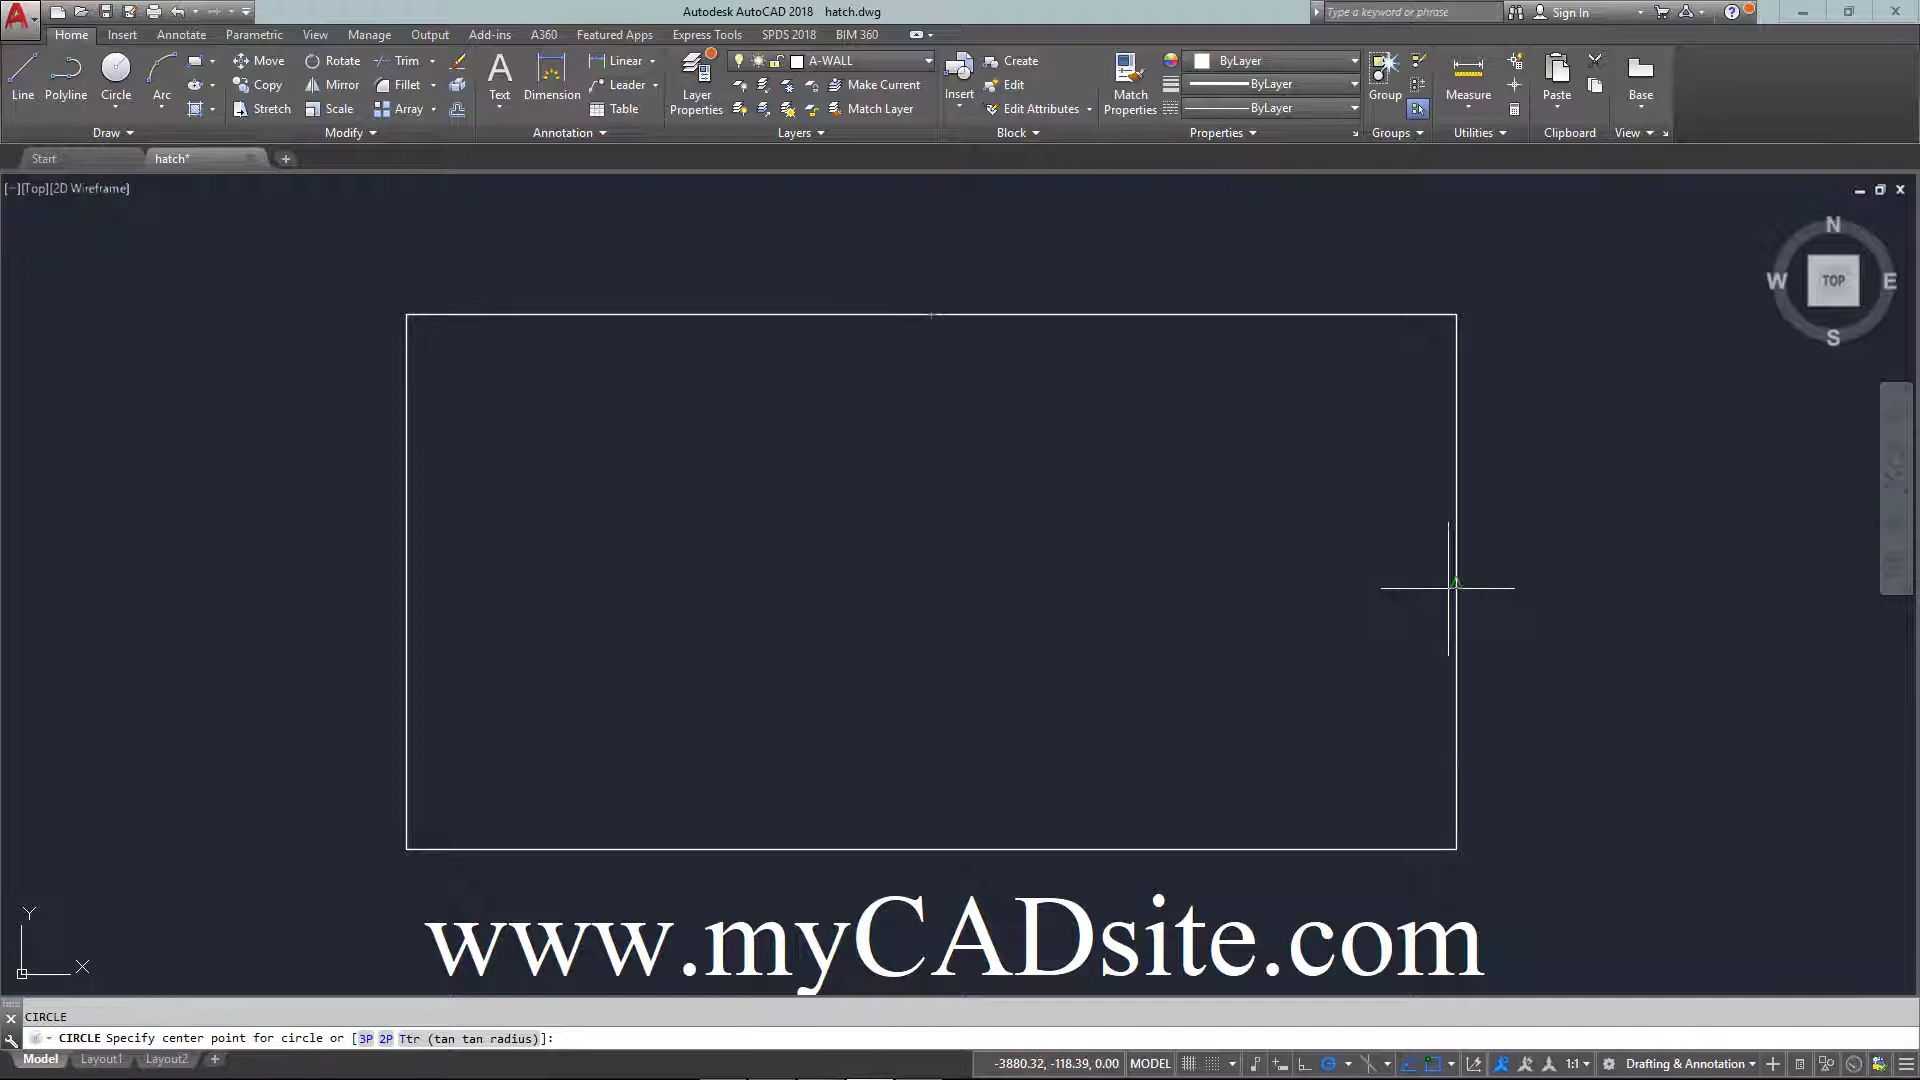 Autodesk AutoCAD 2018 hatch.dwg
Type a keyword or phrase
Sign In
Home Insert Annotate Parametric View Manage Output Add-ins A360 Featured Apps Express Tools SPDS 2018 BIM 360
Line Polyline Circle Arc
Move Rotate Trim
Copy Mirror Fillet
Stretch Scale Array
Text Dimension
Linear
Leader
Table
Layer Properties
A-WALL
Make Current
Match Layer
Insert
Create
Edit
Edit Attributes
Match Properties
ByLayer
ByLayer
ByLayer
Group
Measure
Paste
Base
Draw Modify Annotation Layers Block Properties Groups Utilities Clipboard View
Start hatch*
[−][Top][2D Wireframe]
N
W TOP E
S
www.myCADsite.com
Y
X
CIRCLE
CIRCLE Specify center point for circle or [3P 2P Ttr (tan tan radius)]:
Model Layout1 Layout2
-3880.32, -118.39, 0.00 MODEL 1:1 Drafting & Annotation